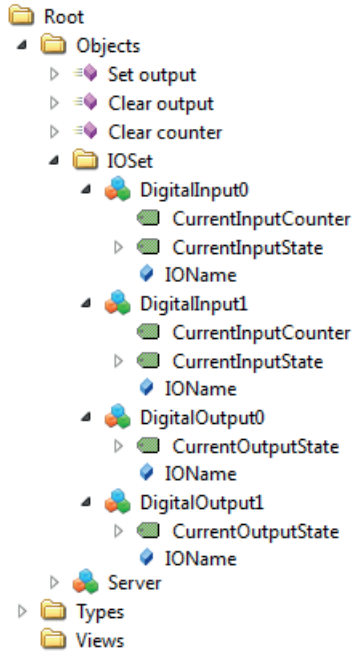 Root
Objects
Set output
Clear output
Clear counter
IOSet
DigitalInput0
CurrentInputCounter
CurrentInputState
IOName
DigitalInput1
CurrentInputCounter
CurrentInputState
IOName
DigitalOutput0
CurrentOutputState
IOName
DigitalOutput1
CurrentOutputState
IOName
Server
Types
Views